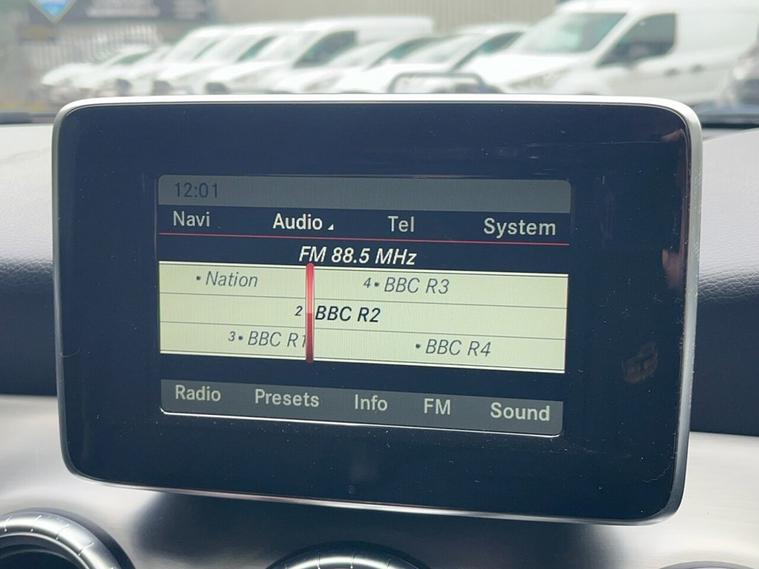 12:01
Navi Audio Tel System
FM 88.5 MHz
• Nation 4• BBC R3
2 BBC R2
3• BBC R1 • BBC R4
Radio Presets Info FM Sound